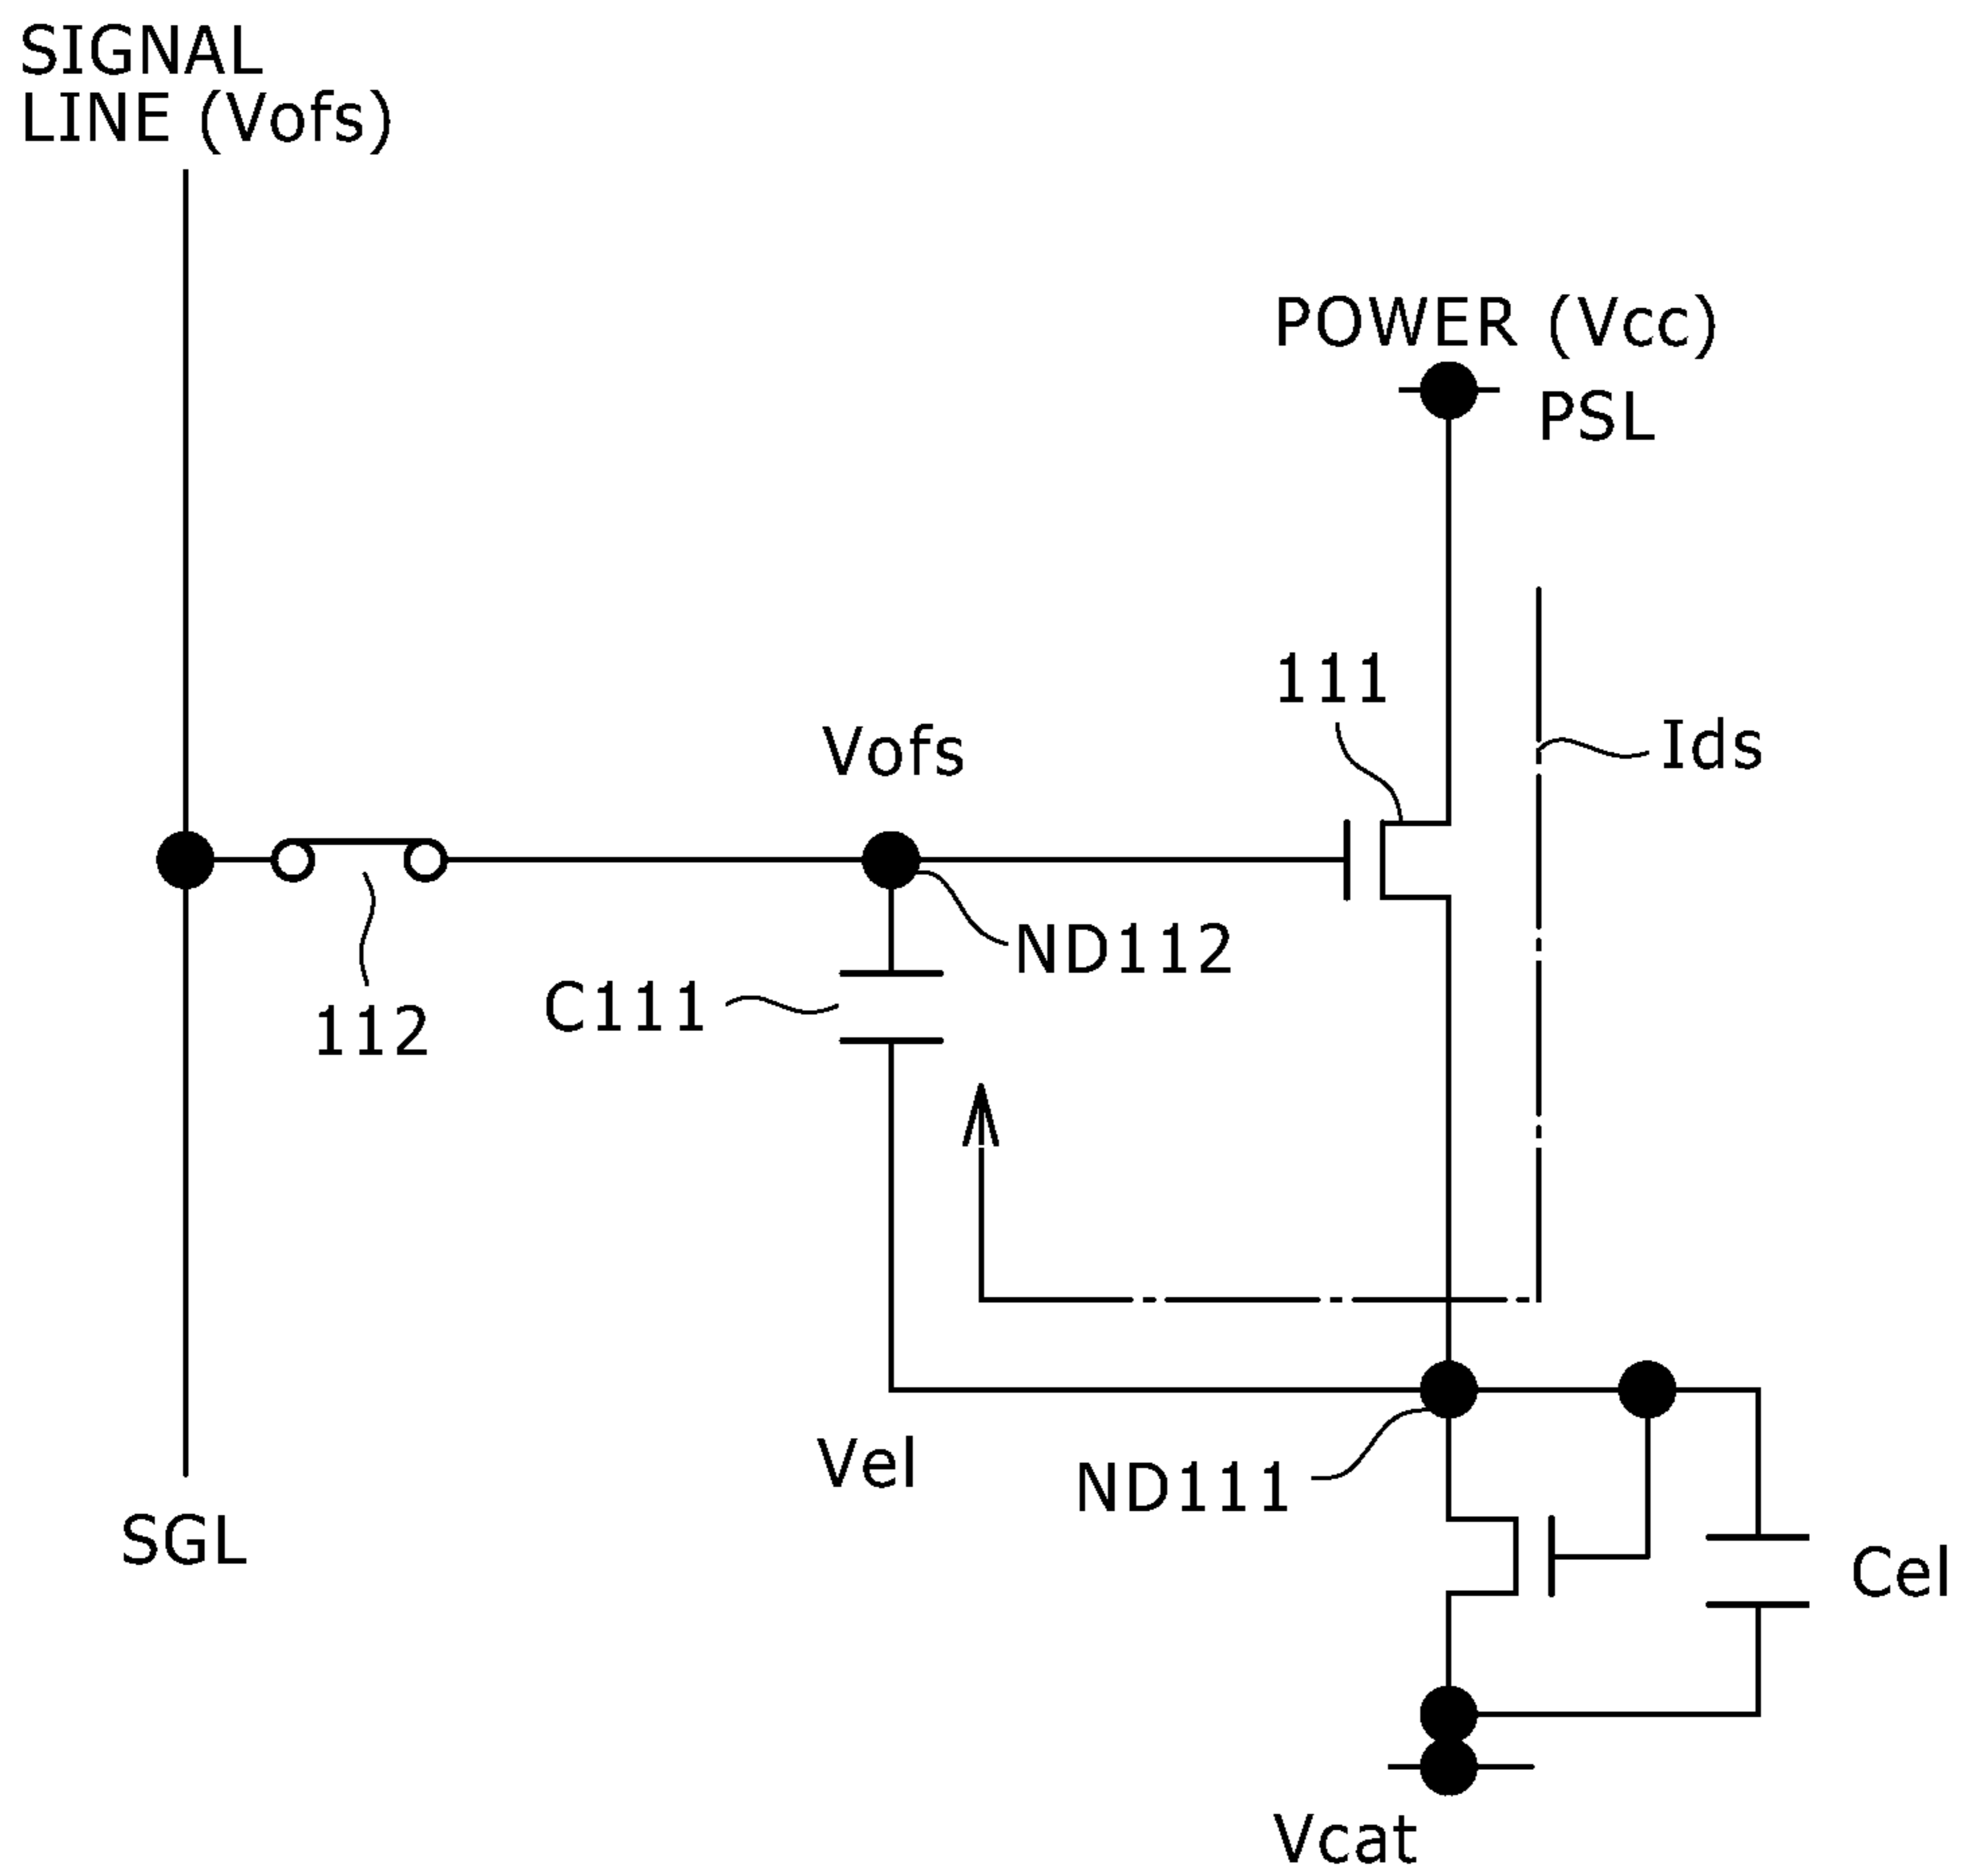 SIGNAL
LINE (Vofs)
POWER (Vcc)
PSL
111
Ids
Vofs
ND112
C111
112
Vel
ND111
SGL
Cel
Vcat